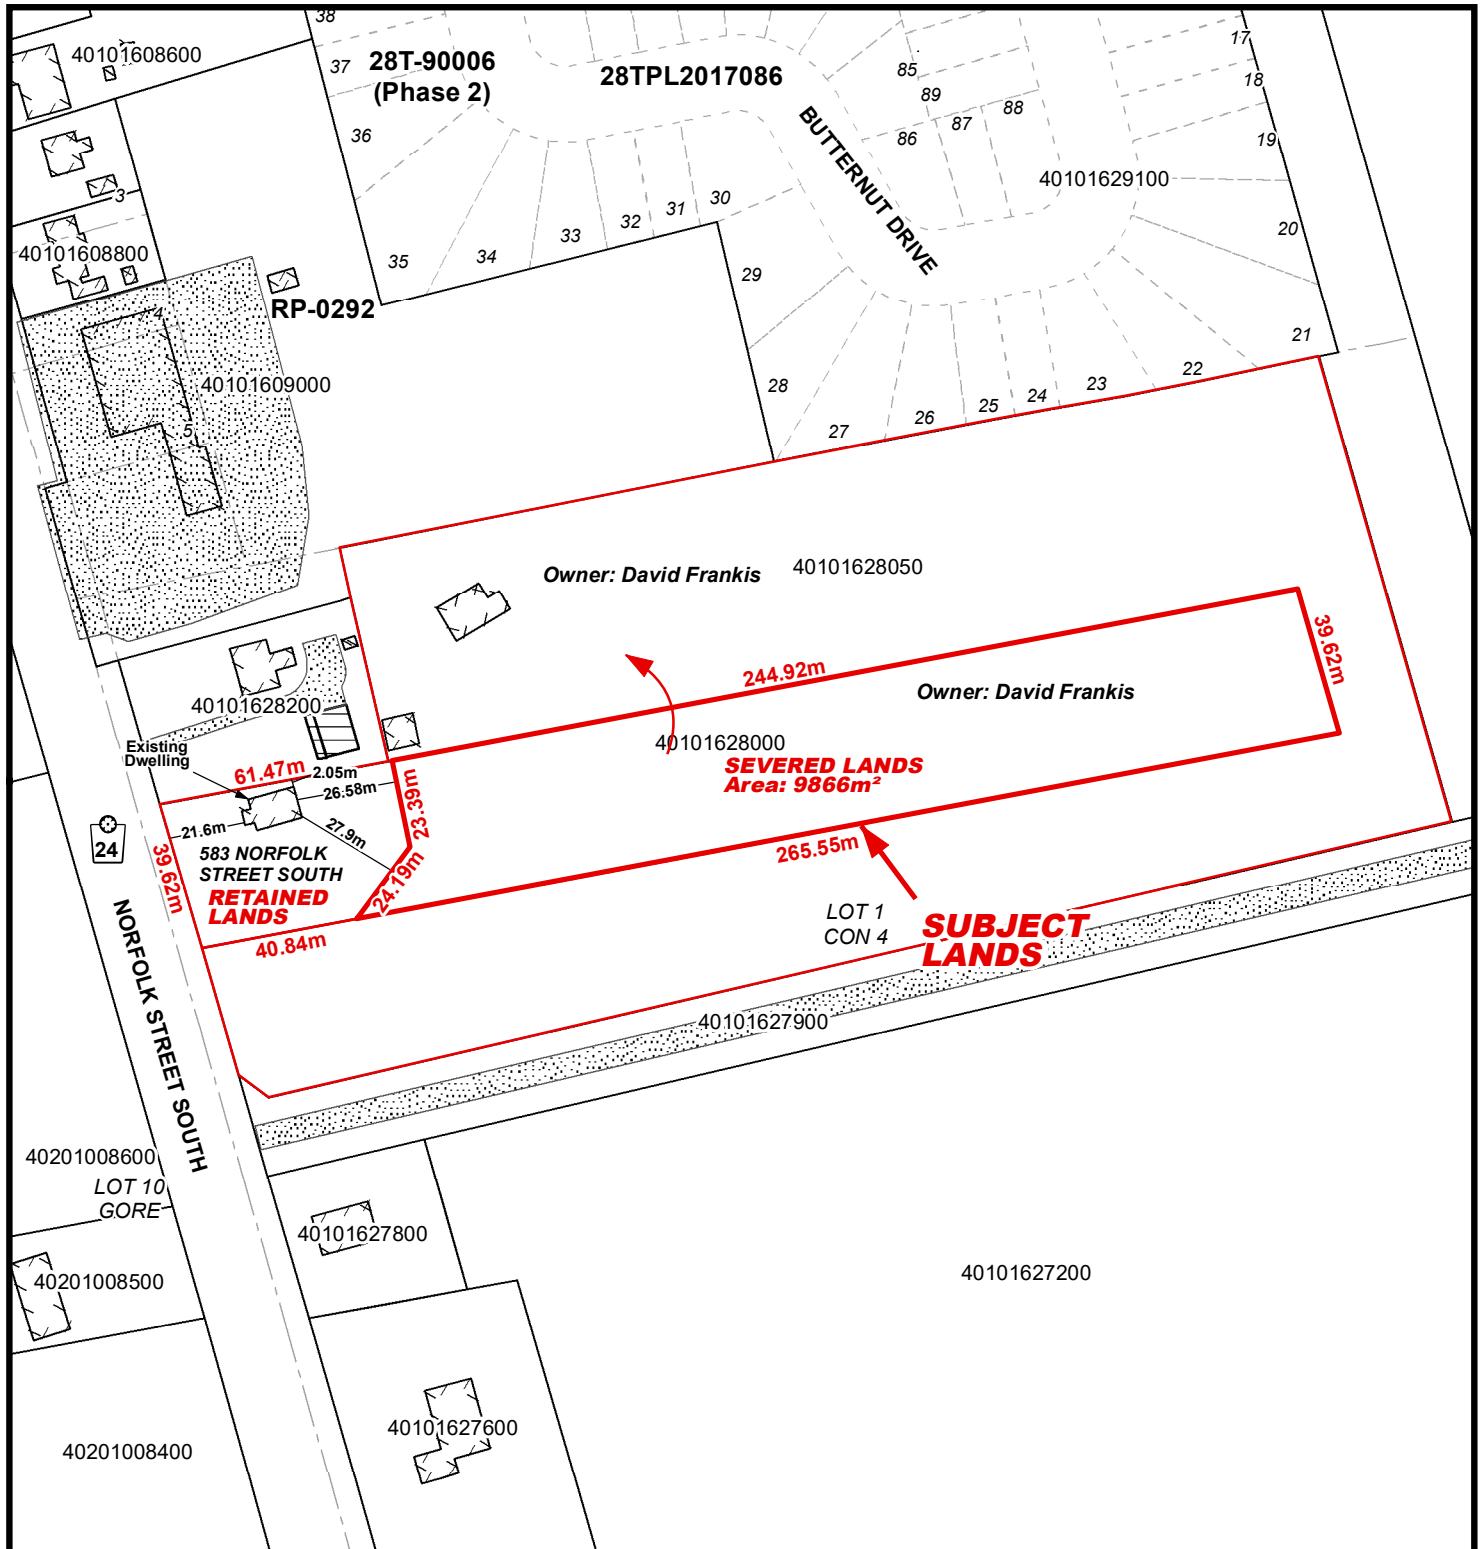 38
40101608600
37
28T-90006
(Phase 2)
28TPL2017086
85
89
88
87
86
17
18
19
36
BUTTERNUT DRIVE
40101629100
3
30
31
32
33
34
35
20
40101608800
29
RP-0292
4
21
22
23
24
25
26
27
28
40101609000
5
Owner: David Frankis
40101628050
39.62m
244.92m
Owner: David Frankis
40101628200
40101628000
Existing
Dwelling
61.47m
2.05m
26.58m
SEVERED LANDS
Area: 9866m²
23.39m
21.6m
27.9m
24
39.62m
583 NORFOLK
STREET SOUTH
RETAINED
LANDS
24.19m
265.55m
40.84m
LOT 1
CON 4
SUBJECT
LANDS
NORFOLK STREET SOUTH
40101627900
40201008600
LOT 10
GORE
40101627800
40201008500
40101627200
40101627600
40201008400